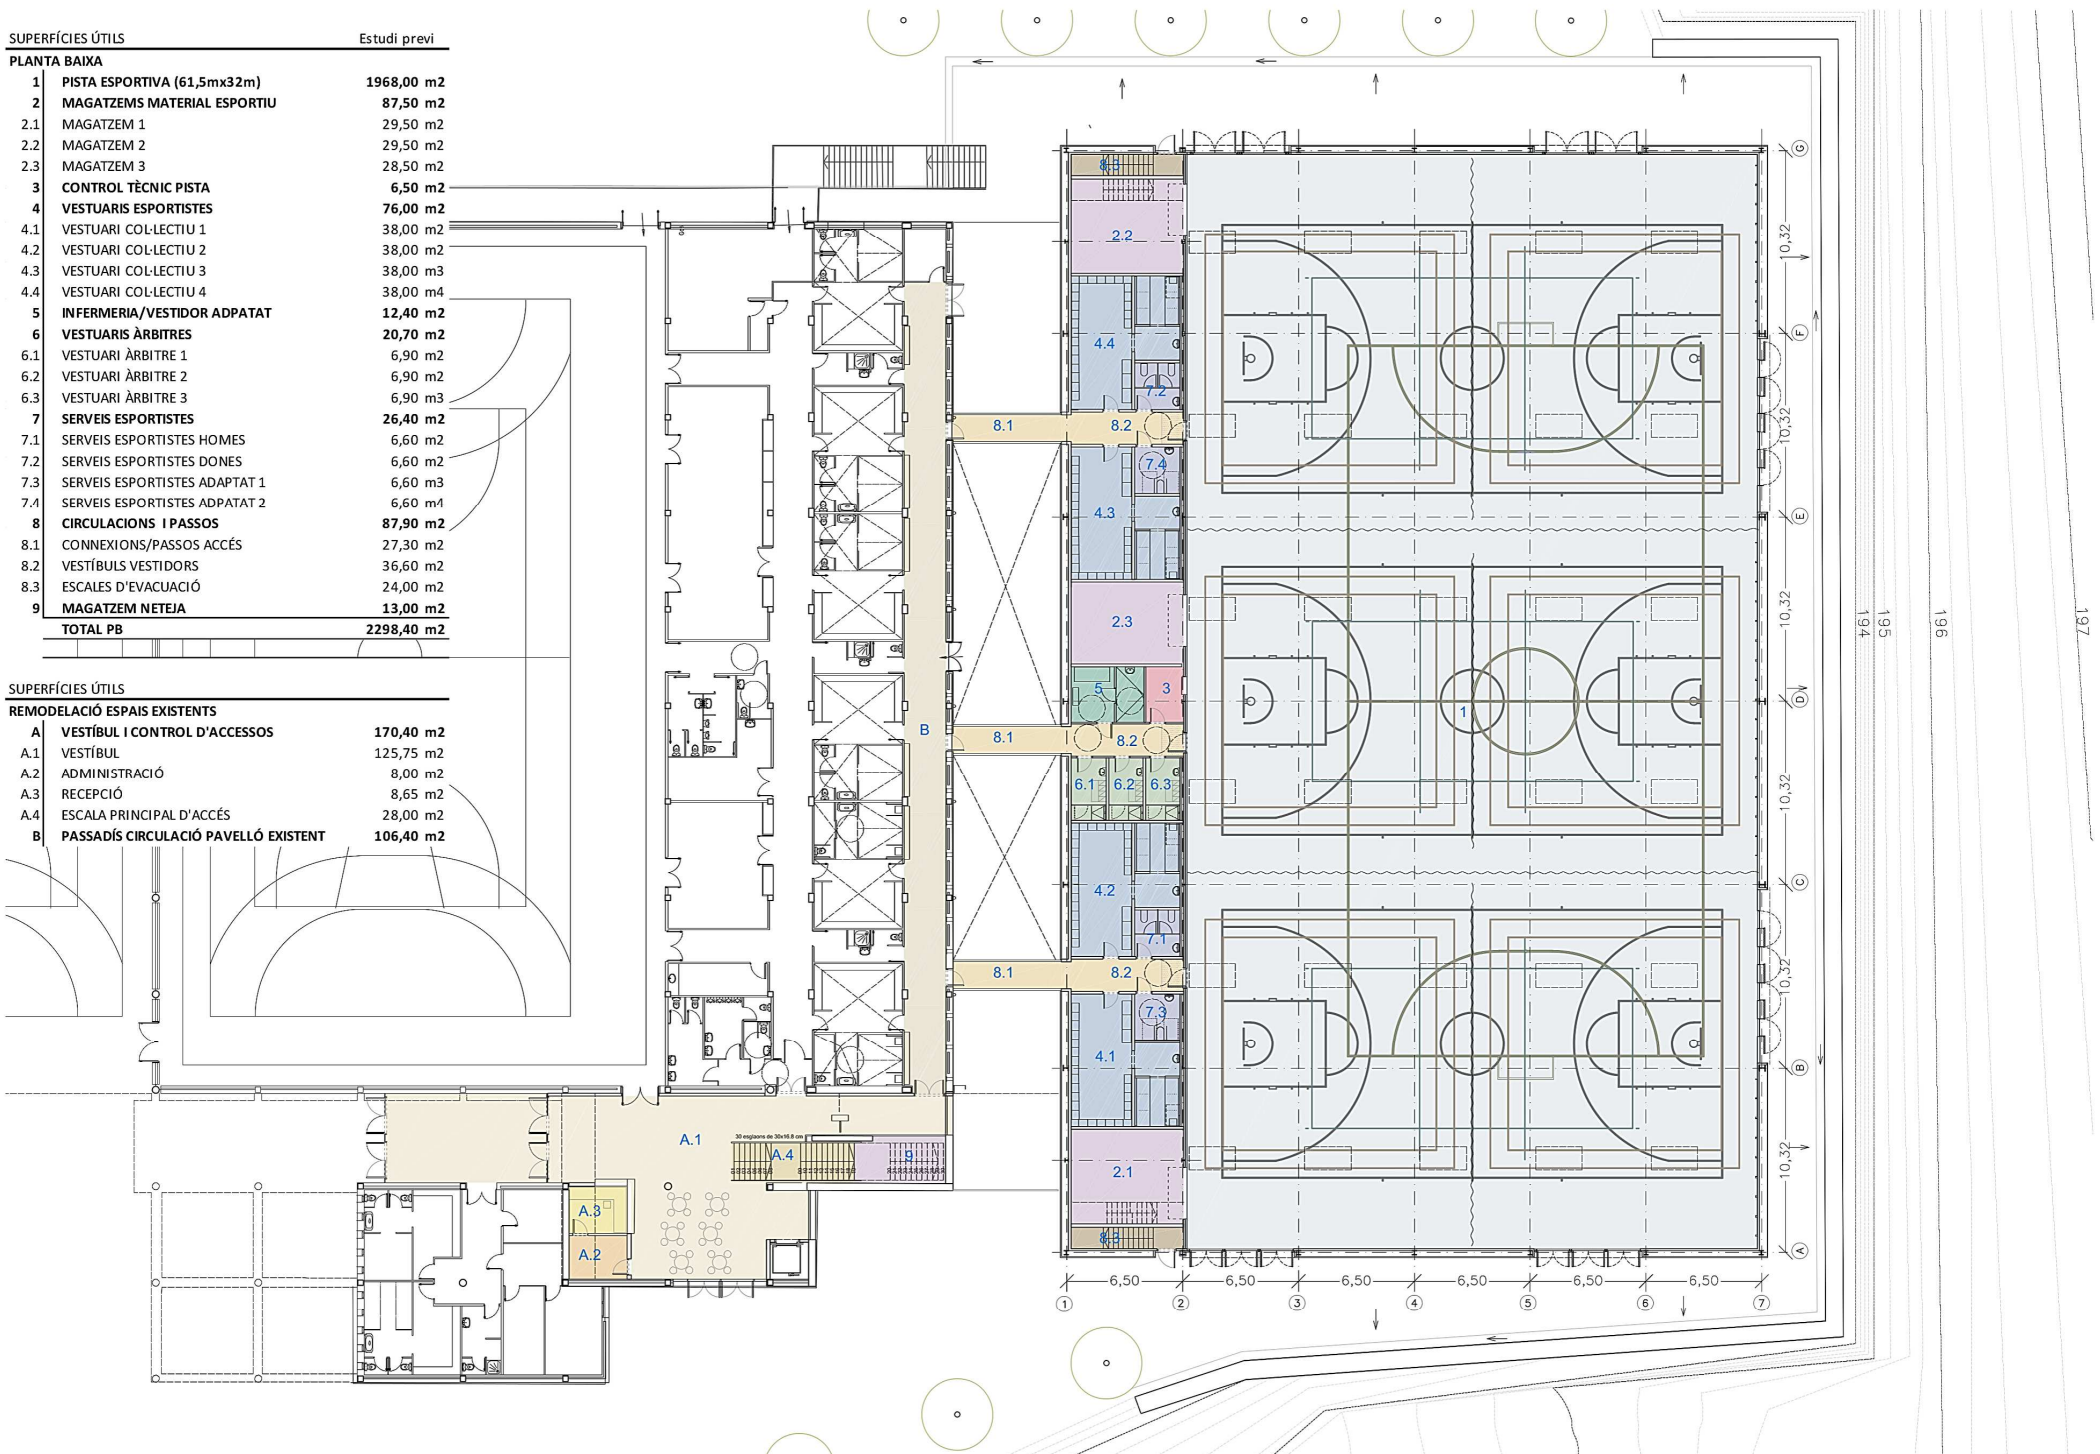 SUPERFÍCIES ÚTILS Estudi previ
PLANTA BAIXA
1 PISTA ESPORTIVA (61,5mx32m) 1968,00 m2
2 MAGATZEMS MATERIAL ESPORTIU 87,50 m2
2.1 MAGATZEM 1 29,50 m2
2.2 MAGATZEM 2 29,50 m2
2.3 MAGATZEM 3 28,50 m2
3 CONTROL TÈCNIC PISTA 6,50 m2
4 VESTUARIS ESPORTISTES 76,00 m2
4.1 VESTUARI COL·LECTIU 1 38,00 m2
4.2 VESTUARI COL·LECTIU 2 38,00 m2
4.3 VESTUARI COL·LECTIU 3 38,00 m3
4.4 VESTUARI COL·LECTIU 4 38,00 m4
5 INFERMERIA/VESTIDOR ADPATAT 12,40 m2
6 VESTUARIS ÀRBITRES 20,70 m2
6.1 VESTUARI ÀRBITRE 1 6,90 m2
6.2 VESTUARI ÀRBITRE 2 6,90 m2
6.3 VESTUARI ÀRBITRE 3 6,90 m3
7 SERVEIS ESPORTISTES 26,40 m2
7.1 SERVEIS ESPORTISTES HOMES 6,60 m2
7.2 SERVEIS ESPORTISTES DONES 6,60 m2
7.3 SERVEIS ESPORTISTES ADAPTAT 1 6,60 m3
7.4 SERVEIS ESPORTISTES ADPATAT 2 6,60 m4
8 CIRCULACIONS I PASSOS 87,90 m2
8.1 CONNEXIONS/PASSOS ACCÉS 27,30 m2
8.2 VESTÍBULS VESTIDORS 36,60 m2
8.3 ESCALES D'EVACUACIÓ 24,00 m2
9 MAGATZEM NETEJA 13,00 m2
TOTAL PB 2298,40 m2
SUPERFÍCIES ÚTILS
REMODELACIÓ ESPAIS EXISTENTS
A VESTÍBUL I CONTROL D'ACCESSOS 170,40 m2
A.1 VESTÍBUL 125,75 m2
A.2 ADMINISTRACIÓ 8,00 m2
A.3 RECEPCIÓ 8,65 m2
A.4 ESCALA PRINCIPAL D'ACCÉS 28,00 m2
B PASSADÍS CIRCULACIÓ PAVELLÓ EXISTENT 106,40 m2
8.3
2.2
4.4
7.2
8.1 8.2
7.4
4.3
2.3
5 3
B
8.1 8.2
1
6.1 6.2 6.3
4.2
7.1
8.1 8.2
7.3
4.1
2.1
8.3
A.1
30 esglaons de 30x16.8 cm
A.4
9
A.3
A.2
G
10,32
F
10,32
E
10,32
D
10,32
C
10,32
B
10,32
A
6,50 6,50 6,50 6,50 6,50 6,50
1 2 3 4 5 6 7
194 195 196 197